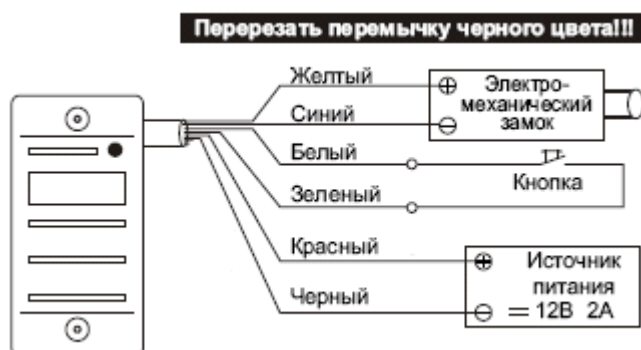 Перерезать перемычку черного цвета!!!
Желтый
Синий
Белый
Зеленый
Красный
Черный
Электро-
механический
замок
Кнопка
Источник
питания
= 12В 2А